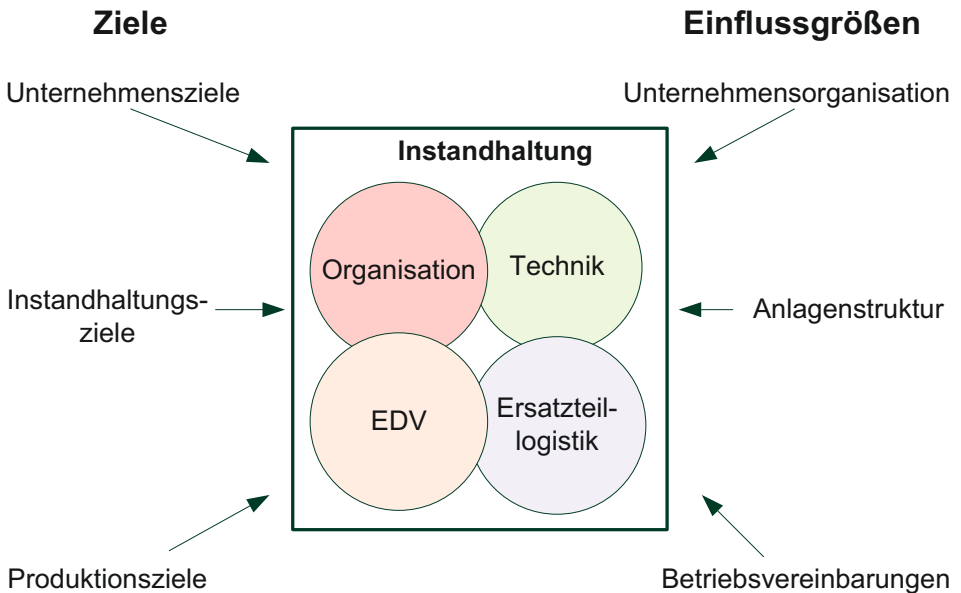 Ziele
Einflussgrößen
Unternehmensziele
Unternehmensorganisation
Instandhaltung
Organisation
Technik
Instandhaltungs-
ziele
Anlagenstruktur
EDV
Ersatzteil-
logistik
Produktionsziele
Betriebsvereinbarungen